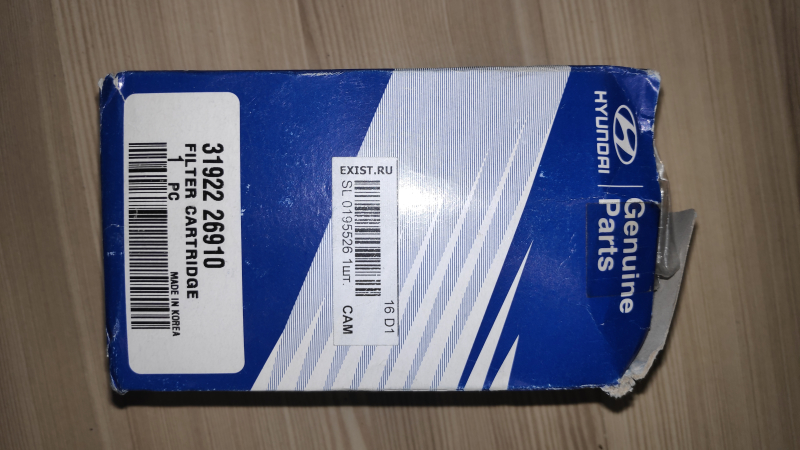 31922 26910
FILTER CARTRIDGE
1 PC
MADE IN KOREA
EXIST.RU
SL 0195526 1шт.
16 D1
САМ
HYUNDAI
Genuine
Parts